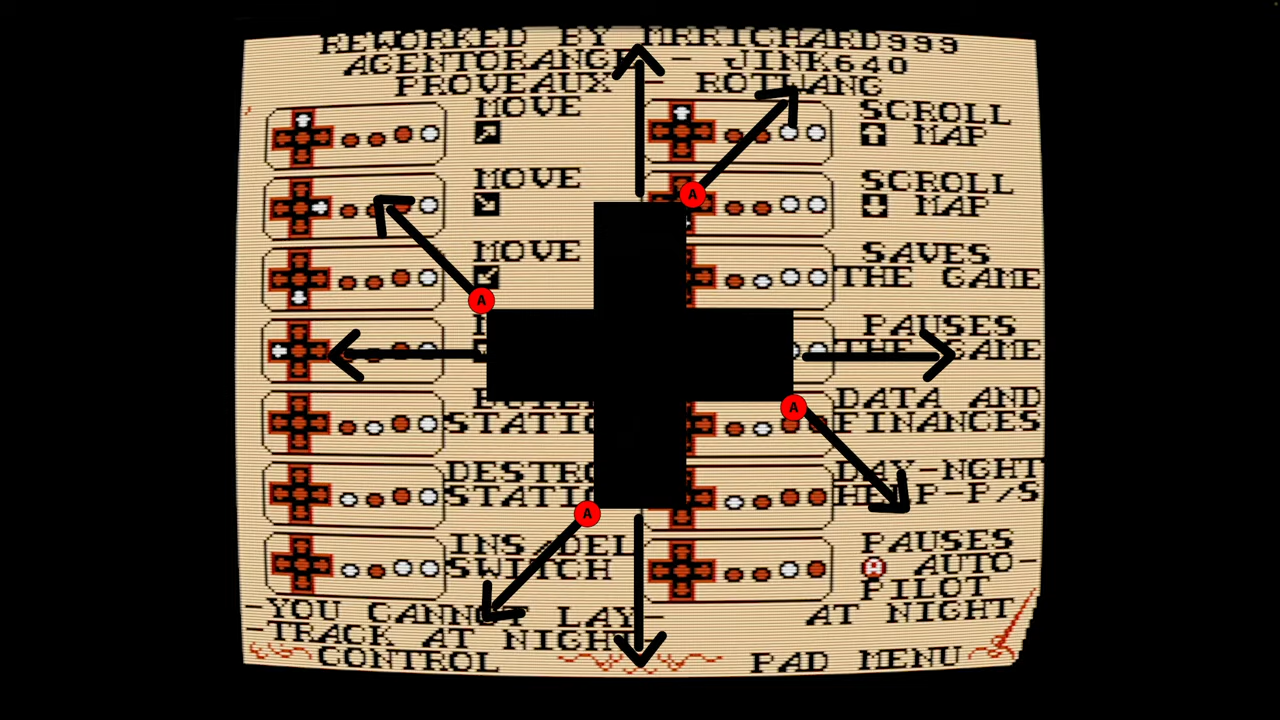 REWORKED BY MRRICHARD999
AGENTORANGE - JINK640
PROVEAUX - ROTWANG
MOVE
SCROLL
MAP
A
MOVE
SCROLL
MAP
MOVE
SAVES
THE GAME
A
PAUSES
THE GAME
A
DATA AND
FINANCES
DESTRO
STATI
DAY-NGHT
HELP-P/S
A
INS/DEL
SWITCH
PAUSES
A AUTO-
PILOT
-YOU CANNOT LAY-
AT NIGHT
-TRACK AT NIGHT
CONTROL
PAD MENU